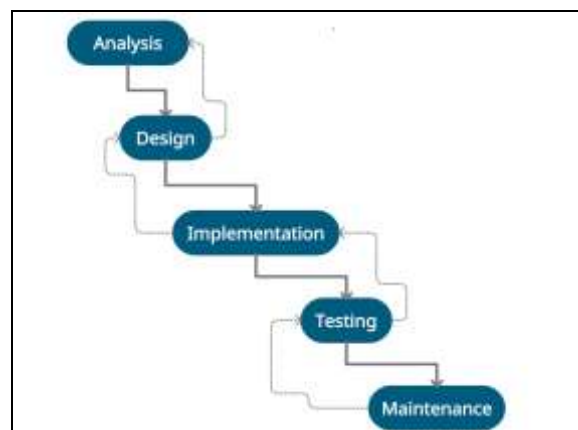 Analysis
Design
Implementation
Testing
Maintenance